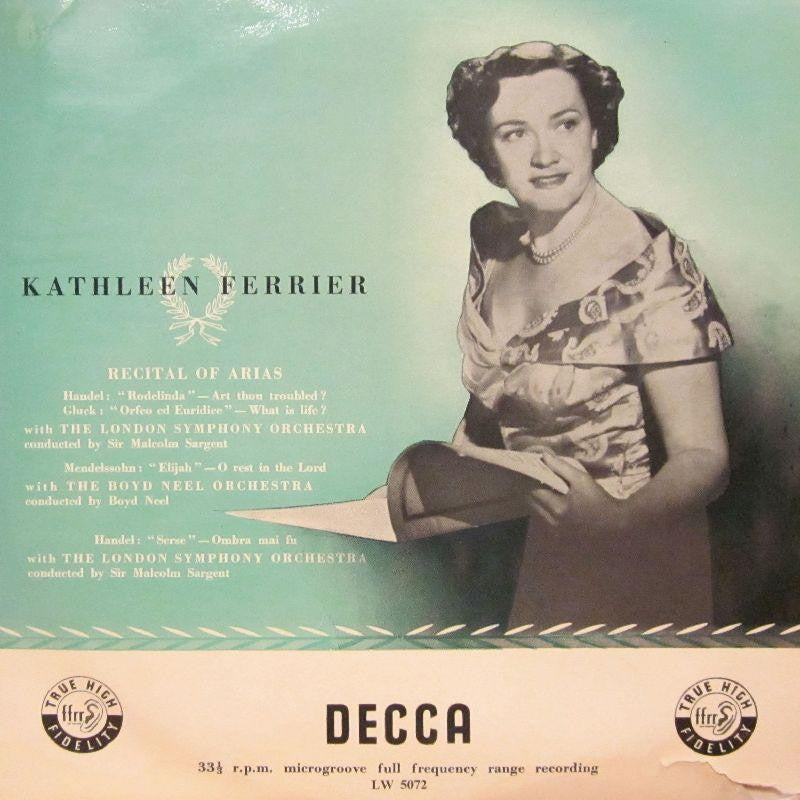 KATHLEEN FERRIER
RECITAL OF ARIAS
Handel: "Rodelinda"—Art thou troubled?
Gluck: "Orfeo ed Euridice"—What is life?
with THE LONDON SYMPHONY ORCHESTRA
conducted by Sir Malcolm Sargent
Mendelssohn: "Elijah"—O rest in the Lord
with THE BOYD NEEL ORCHESTRA
conducted by Boyd Neel
Handel: "Serse"—Ombra mai fu
with THE LONDON SYMPHONY ORCHESTRA
conducted by Sir Malcolm Sargent
TRUE HIGH
ffrr
FIDELITY
DECCA
TRUE HIGH
ffrr
FIDELITY
33⅓ r.p.m. microgroove full frequency range recording
LW 5072